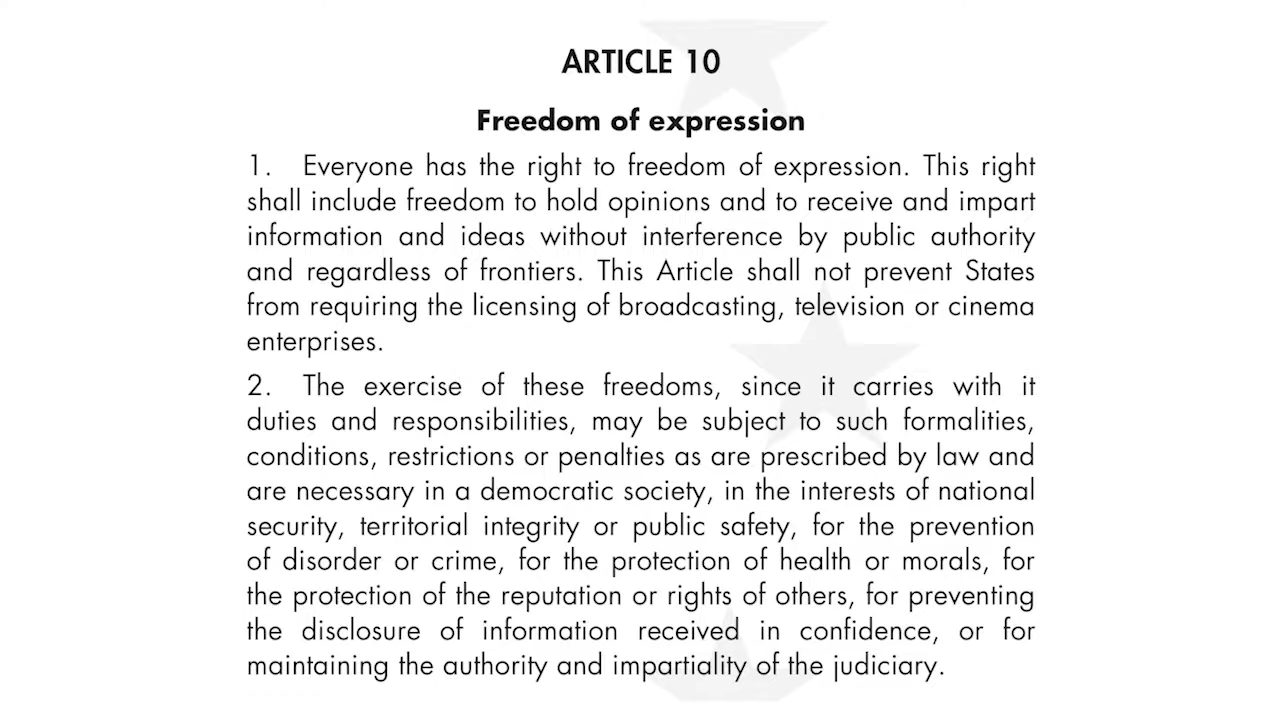 ARTICLE 10
Freedom of expression
1. Everyone has the right to freedom of expression. This right
shall include freedom to hold opinions and to receive and impart
information and ideas without interference by public authority
and regardless of frontiers. This Article shall not prevent States
from requiring the licensing of broadcasting, television or cinema
enterprises.
2. The exercise of these freedoms, since it carries with it
duties and responsibilities, may be subject to such formalities,
conditions, restrictions or penalties as are prescribed by law and
are necessary in a democratic society, in the interests of national
security, territorial integrity or public safety, for the prevention
of disorder or crime, for the protection of health or morals, for
the protection of the reputation or rights of others, for preventing
the disclosure of information received in confidence, or for
maintaining the authority and impartiality of the judiciary.